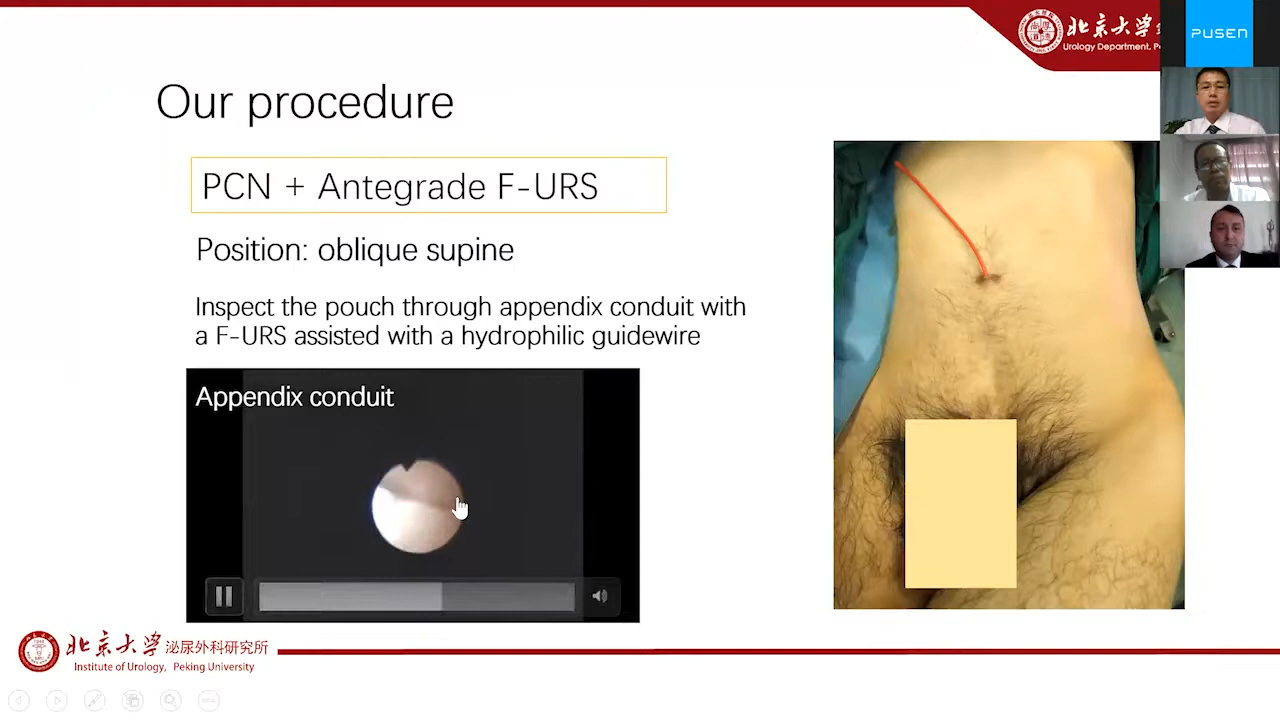 北京大学
Urology Department, P
PUSEN
Our procedure
PCN + Antegrade F-URS
Position: oblique supine
Inspect the pouch through appendix conduit with
a F-URS assisted with a hydrophilic guidewire
Appendix conduit
北京大学泌尿外科研究所
Institute of Urology, Peking University